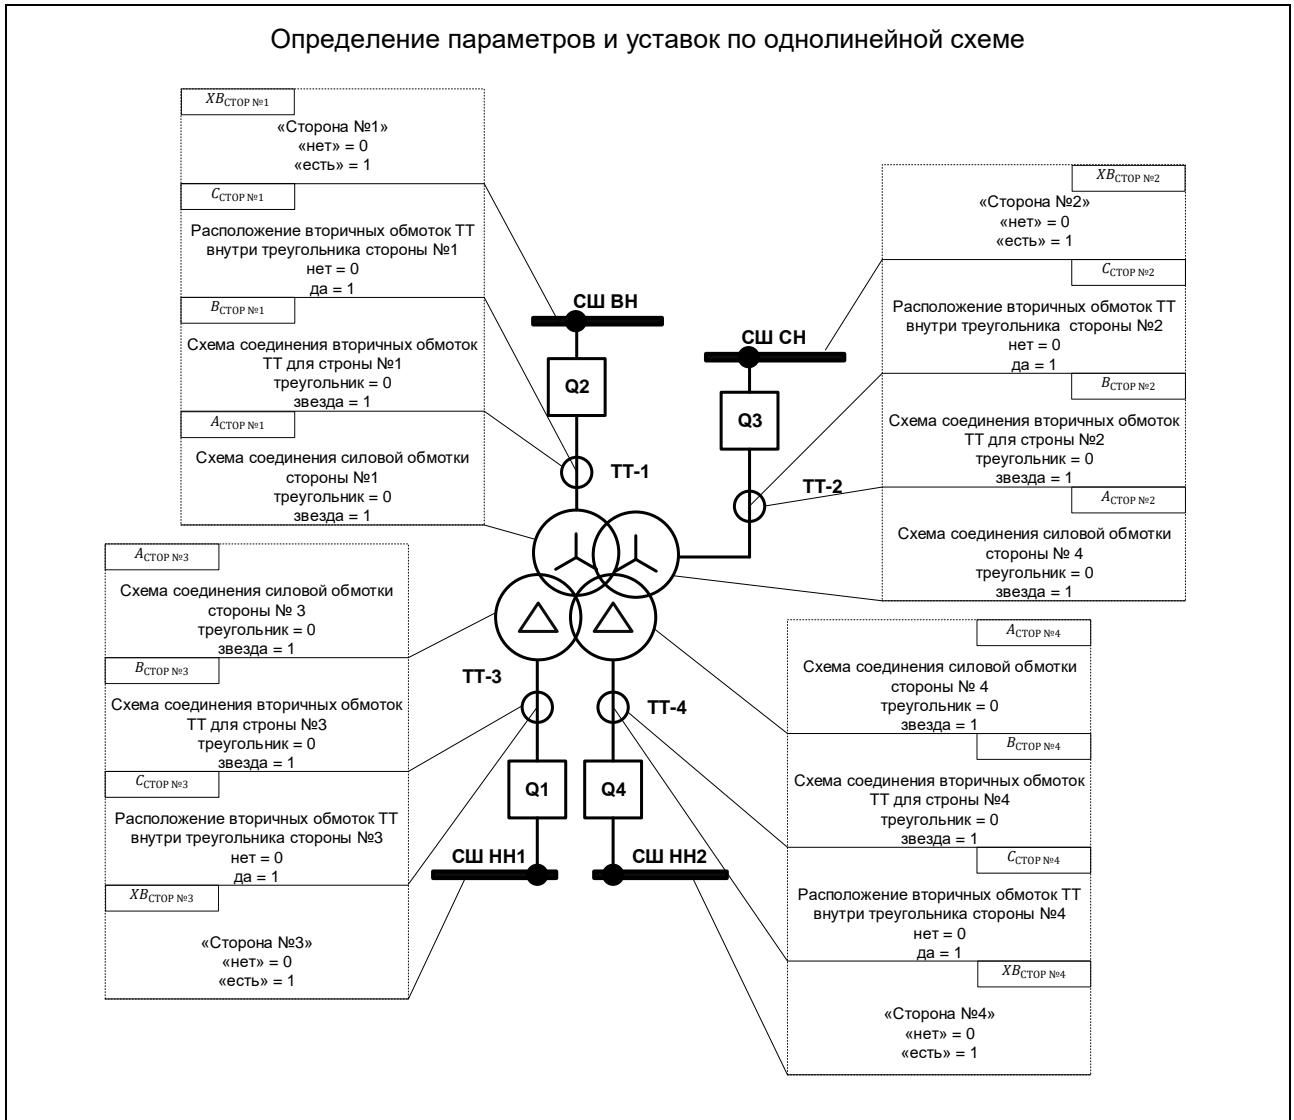 Определение параметров и уставок по однолинейной схеме
XВСТОР №1
«Сторона №1»
«нет» = 0
«есть» = 1
CСТОР №1
Расположение вторичных обмоток ТТ
внутри треугольника стороны №1
нет = 0
да = 1
BСТОР №1
Схема соединения вторичных обмоток
ТТ для строны №1
треугольник = 0
звезда = 1
AСТОР №1
Схема соединения силовой обмотки
стороны №1
треугольник = 0
звезда = 1
XBСТОР №2
«Сторона №2»
«нет» = 0
«есть» = 1
CСТОР №2
Расположение вторичных обмоток ТТ
внутри треугольника стороны №2
нет = 0
да = 1
BСТОР №2
Схема соединения вторичных обмоток
ТТ для строны №2
треугольник = 0
звезда = 1
AСТОР №2
Схема соединения силовой обмотки
стороны № 4
треугольник = 0
звезда = 1
СШ ВН
Q2
ТТ-1
СШ СН
Q3
ТТ-2
AСТОР №3
Схема соединения силовой обмотки
стороны № 3
треугольник = 0
звезда = 1
BСТОР №3
Схема соединения вторичных обмоток
ТТ для строны №3
треугольник = 0
звезда = 1
CСТОР №3
Расположение вторичных обмоток ТТ
внутри треугольника стороны №3
нет = 0
да = 1
XBСТОР №3
«Сторона №3»
«нет» = 0
«есть» = 1
ТТ-3
ТТ-4
Q1
Q4
СШ НН1
СШ НН2
AСТОР №4
Схема соединения силовой обмотки
стороны № 4
треугольник = 0
звезда = 1
BСТОР №4
Схема соединения вторичных обмоток
ТТ для строны №4
треугольник = 0
звезда = 1
CСТОР №4
Расположение вторичных обмоток ТТ
внутри треугольника стороны №4
нет = 0
да = 1
XBСТОР №4
«Сторона №4»
«нет» = 0
«есть» = 1